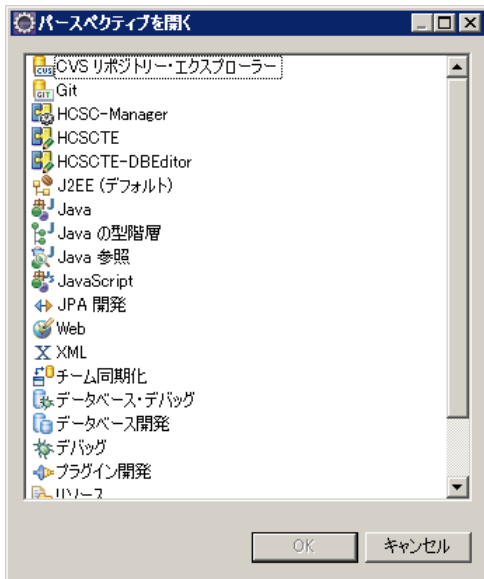 パースペクティブを開く
CVS リポジトリー・エクスプローラー
Git
HCSC-Manager
HCSCTE
HCSCTE-DBEditor
J2EE (デフォルト)
Java
Java の型階層
Java 参照
JavaScript
JPA 開発
Web
XML
チーム同期化
データベース・デバッグ
データベース開発
デバッグ
プラグイン開発
リソース
OK
キャンセル